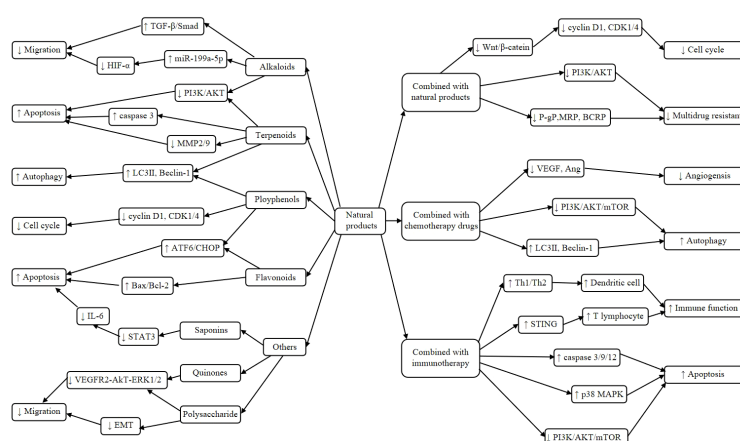 ↑ TGF-β/Smad
↓ Migration
↓ HIF-α
↑ miR-199a-5p
Alkaloids
↓ PI3K/AKT
↑ Apoptosis
↑ caspase 3
Terpenoids
↓ MMP2/9
↑ Autophagy
↑ LC3II, Beclin-1
Plyophenols
↓ Cell cycle
↓ cyclin D1, CDK1/4
↑ ATF6/CHOP
↑ Apoptosis
↑ Bax/Bcl-2
Flavonoids
↓ IL-6
↓ STAT3
Saponins
Others
↓ VEGFR2-AkT-ERK1/2
Quinones
↓ Migration
↓ EMT
Polysaccharide
Natural
products
Combined with
natural products
↓ Wnt/β-catein
↓ cyclin D1, CDK1/4
↓ Cell cycle
↓ PI3K/AKT
↓ P-gP,MRP, BCRP
↓ Multidrug resistant
Combined with
chemotherapy drugs
↓ VEGF, Ang
↓ Angiogensis
↓ PI3K/AKT/mTOR
↑ LC3II, Beclin-1
↑ Autophagy
Combined with
immunotherapy
↑ Th1/Th2
↑ Dendritic cell
↑ STING
↑ T lymphocyte
↑ Immune function
↑ caspase 3/9/12
↑ p38 MAPK
↑ Apoptosis
↓ PI3K/AKT/mTOR